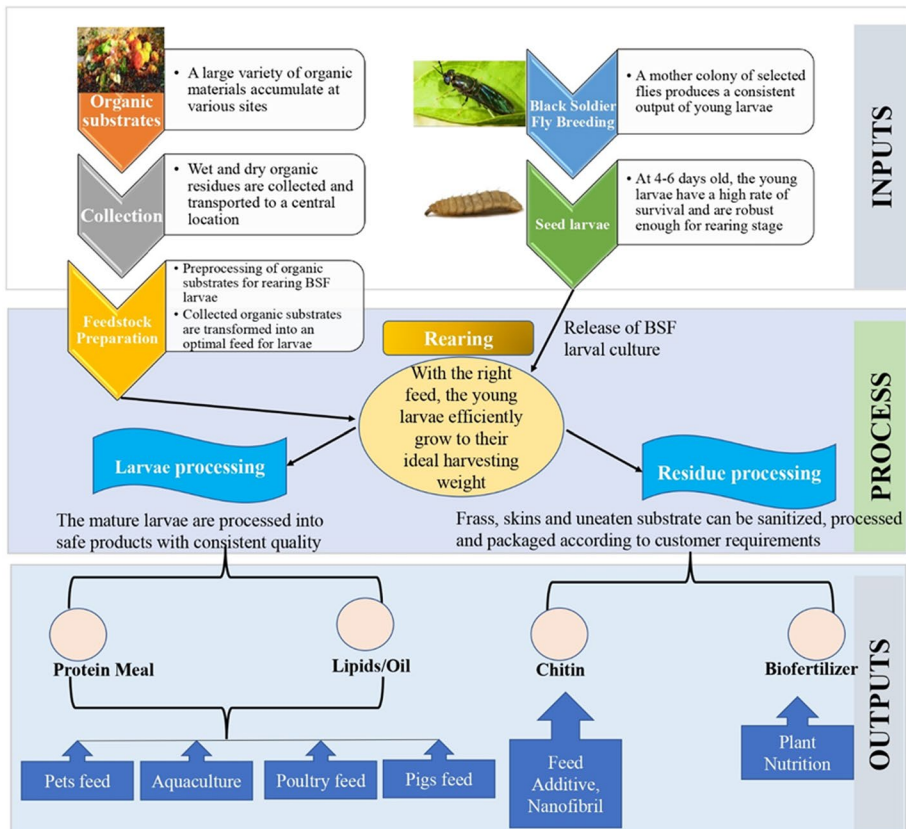 Organic
substrates
• A large variety of organic
materials accumulate at
various sites
Collection
• Wet and dry organic
residues are collected and
transported to a central
location
Feedstock
Preparation
• Preprocessing of organic
substrates for rearing BSF
larvae
• Collected organic substrates
are transformed into an
optimal feed for larvae
Black Soldier
Fly Breeding
• A mother colony of selected
flies produces a consistent
output of young larvae
Seed larvae
• At 4-6 days old, the young
larvae have a high rate of
survival and are robust
enough for rearing stage
INPUTS
Rearing
Release of BSF
larval culture
With the right
feed, the young
larvae efficiently
grow to their
ideal harvesting
weight
Larvae processing
The mature larvae are processed into
safe products with consistent quality
Residue processing
Frass, skins and uneaten substrate can be sanitized, processed
and packaged according to customer requirements
PROCESS
Protein Meal
Lipids/Oil
Chitin
Biofertilizer
Pets feed
Aquaculture
Poultry feed
Pigs feed
Feed
Additive,
Nanofibril
Plant
Nutrition
OUTPUTS